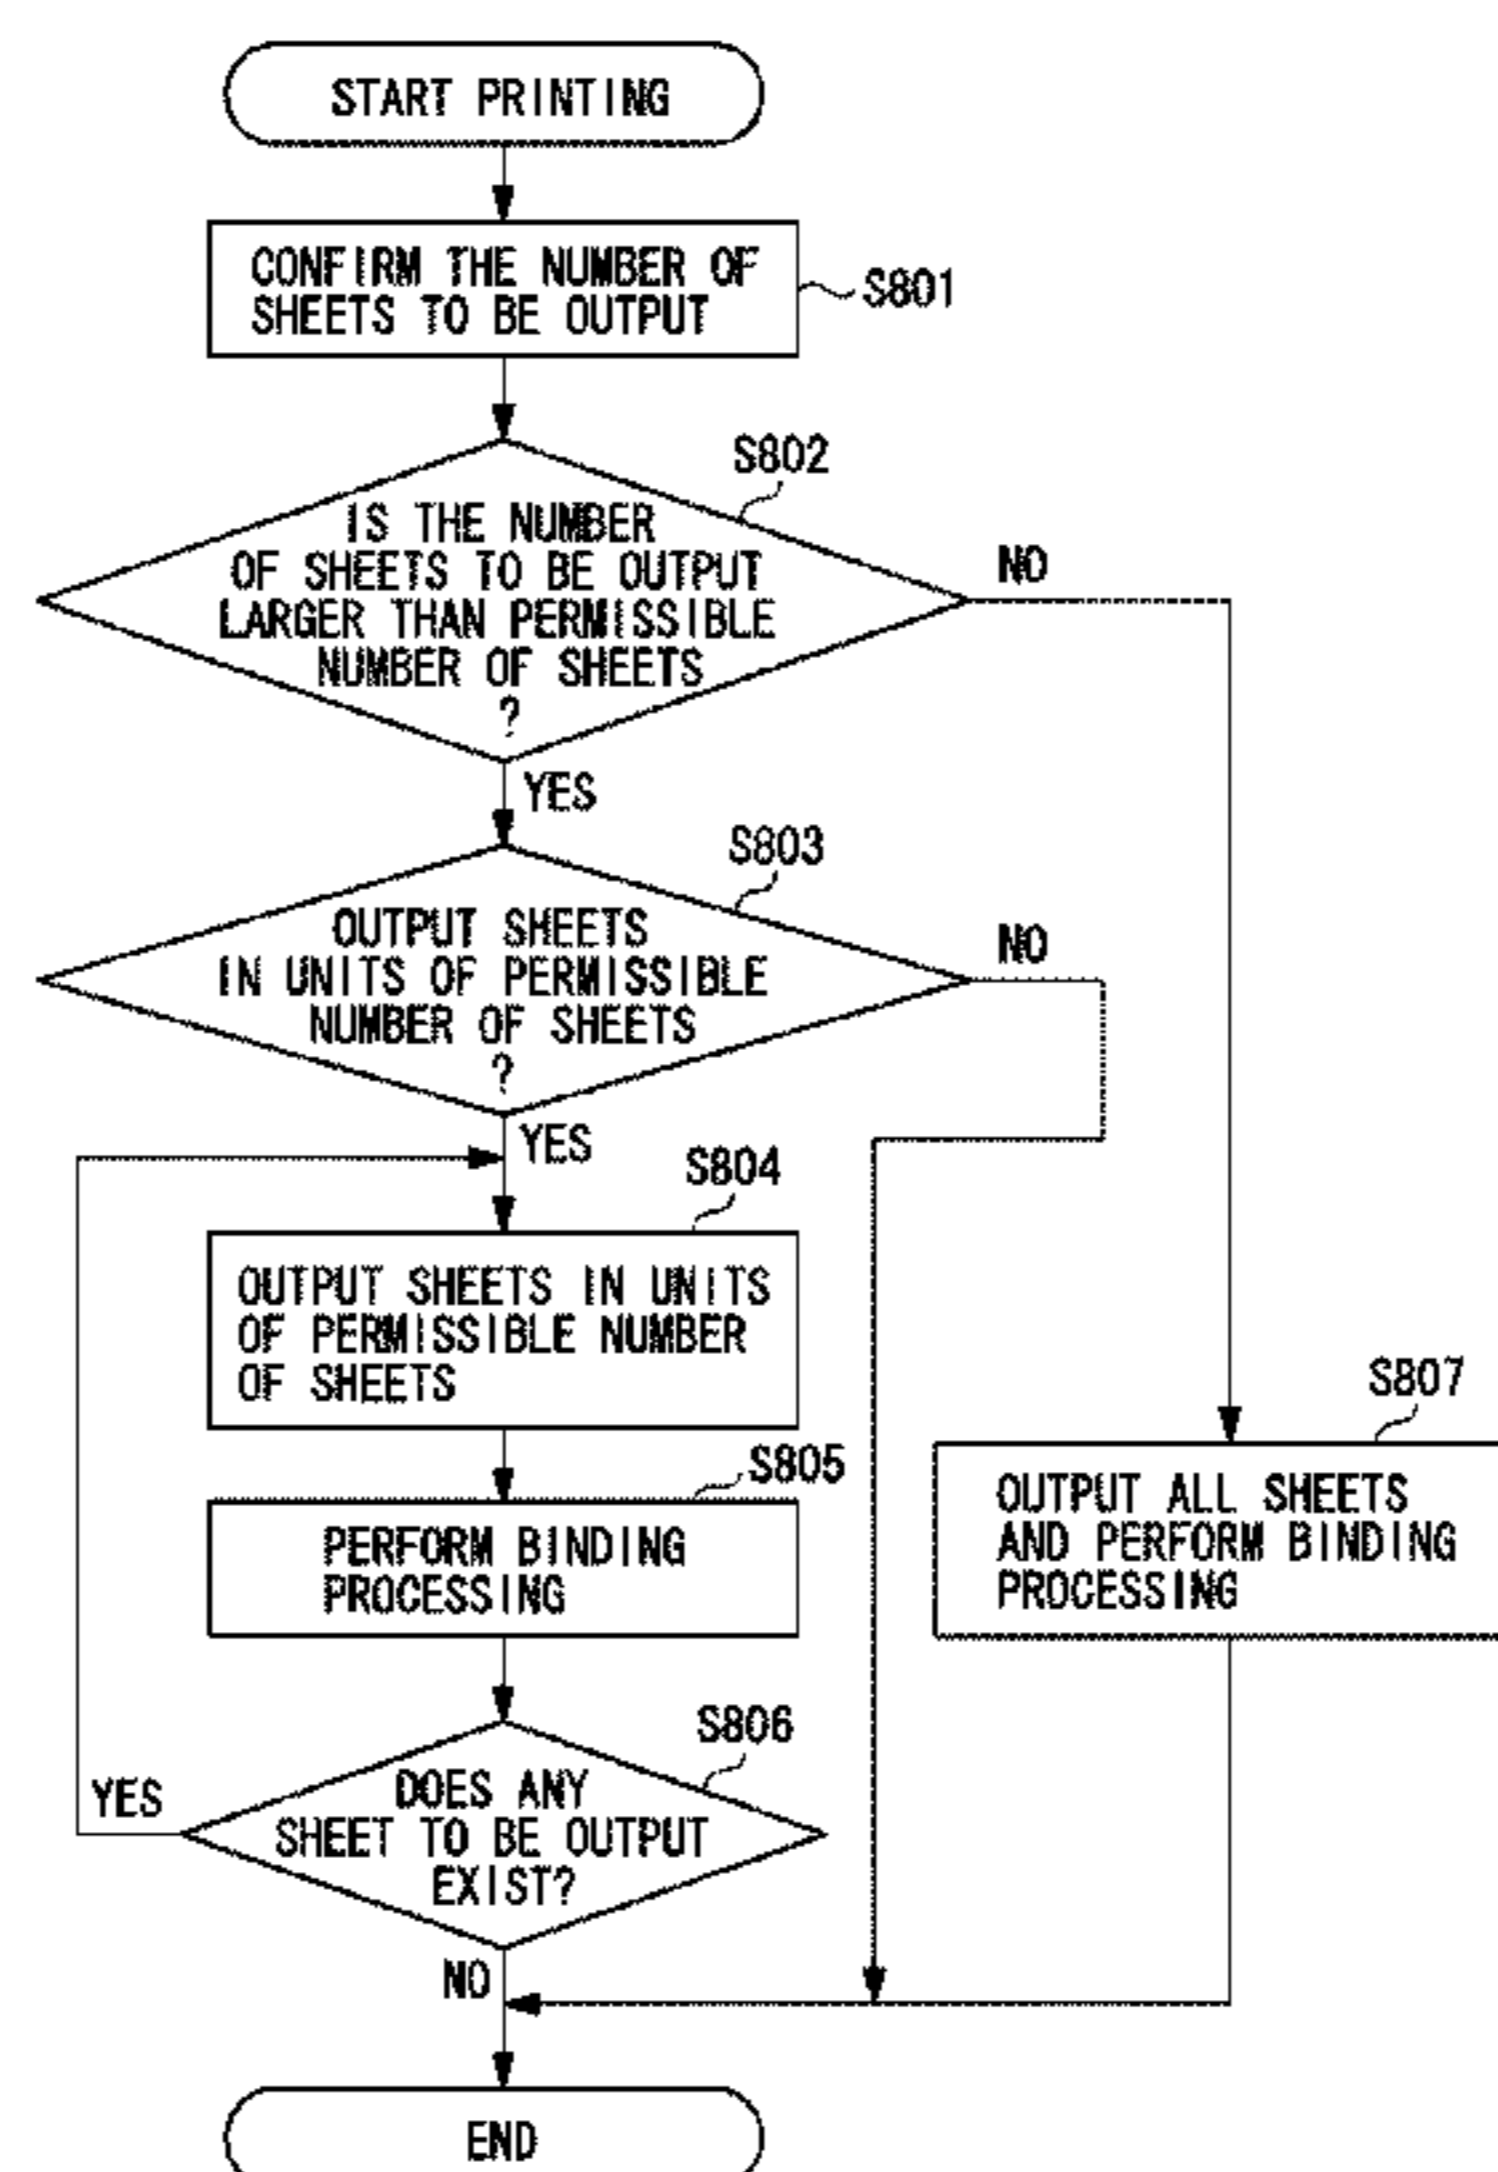 START PRINTING
CONFIRM THE NUMBER OF
SHEETS TO BE OUTPUT
S801
S802
IS THE NUMBER
OF SHEETS TO BE OUTPUT
LARGER THAN PERMISSIBLE
NUMBER OF SHEETS
?
NO
YES
S803
OUTPUT SHEETS
IN UNITS OF PERMISSIBLE
NUMBER OF SHEETS
?
NO
YES
S804
OUTPUT SHEETS IN UNITS
OF PERMISSIBLE NUMBER
OF SHEETS
S805
PERFORM BINDING
PROCESSING
S807
OUTPUT ALL SHEETS
AND PERFORM BINDING
PROCESSING
S806
DOES ANY
SHEET TO BE OUTPUT
EXIST?
YES
NO
END